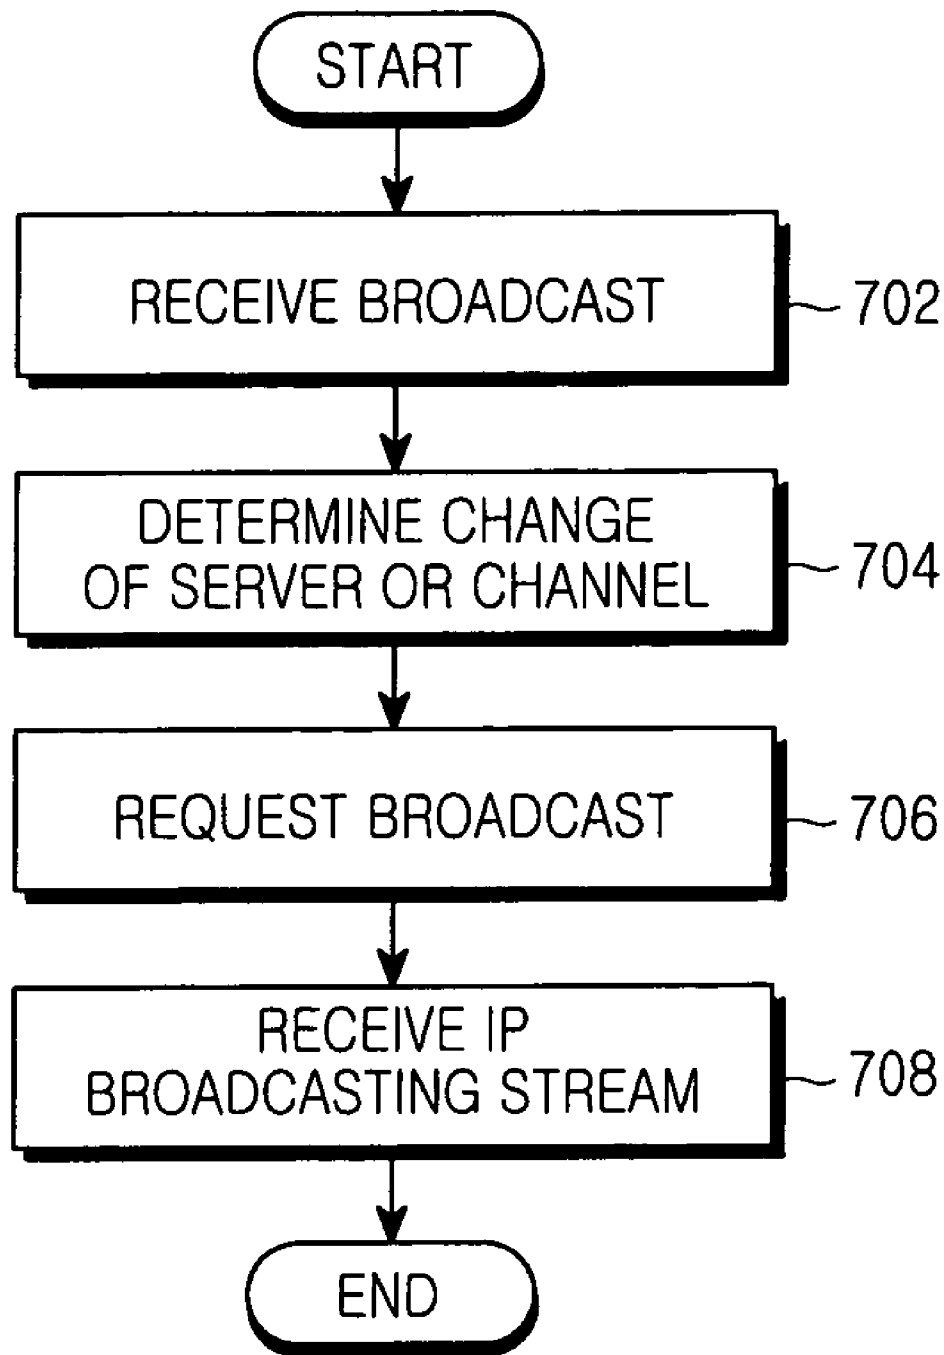 START
RECEIVE BROADCAST
702
DETERMINE CHANGE
OF SERVER OR CHANNEL
704
REQUEST BROADCAST
706
RECEIVE IP
BROADCASTING STREAM
708
END